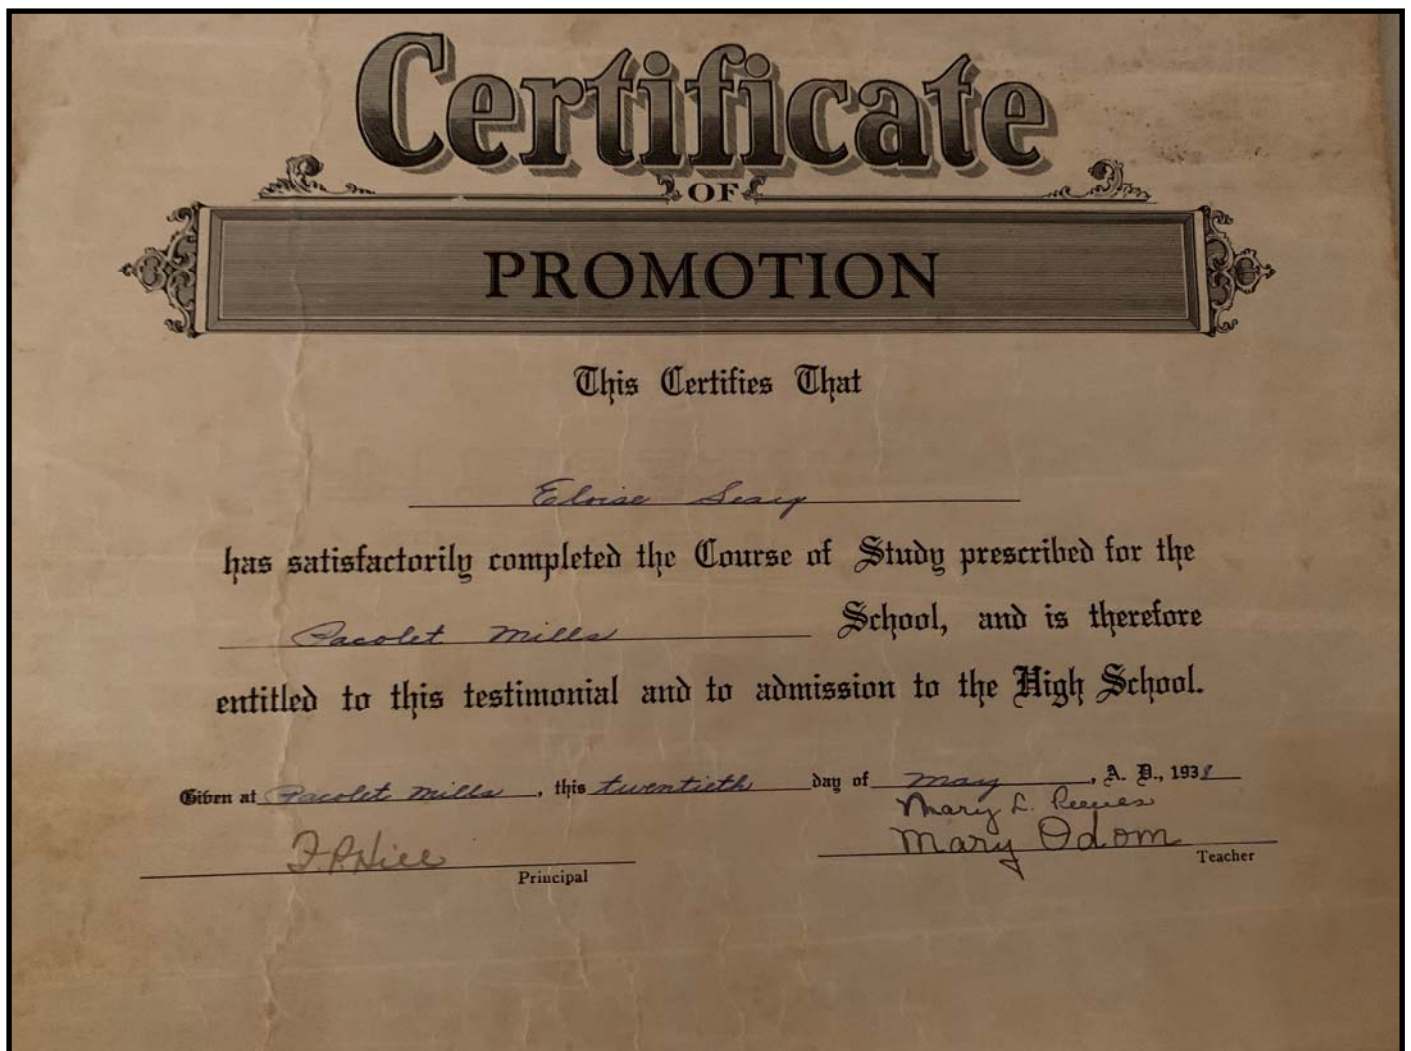 Certificate
OF
PROMOTION
This Certifies That
Eloise Seay
has satisfactorily completed the Course of Study prescribed for the
Pacolet Mills School, and is therefore
entitled to this testimonial and to admission to the High School.
Given at Pacolet Mills, this twentieth day of May, A. D., 1938
Mary L. Reeves
F. P. Hill Mary Odom
Principal Teacher